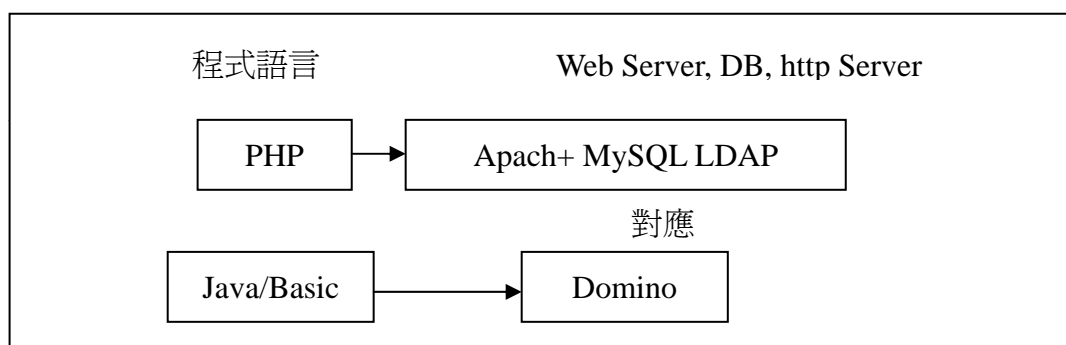 程式語言 Web Server, DB, http Server
PHP Apach+ MySQL LDAP
對應
Java/Basic Domino